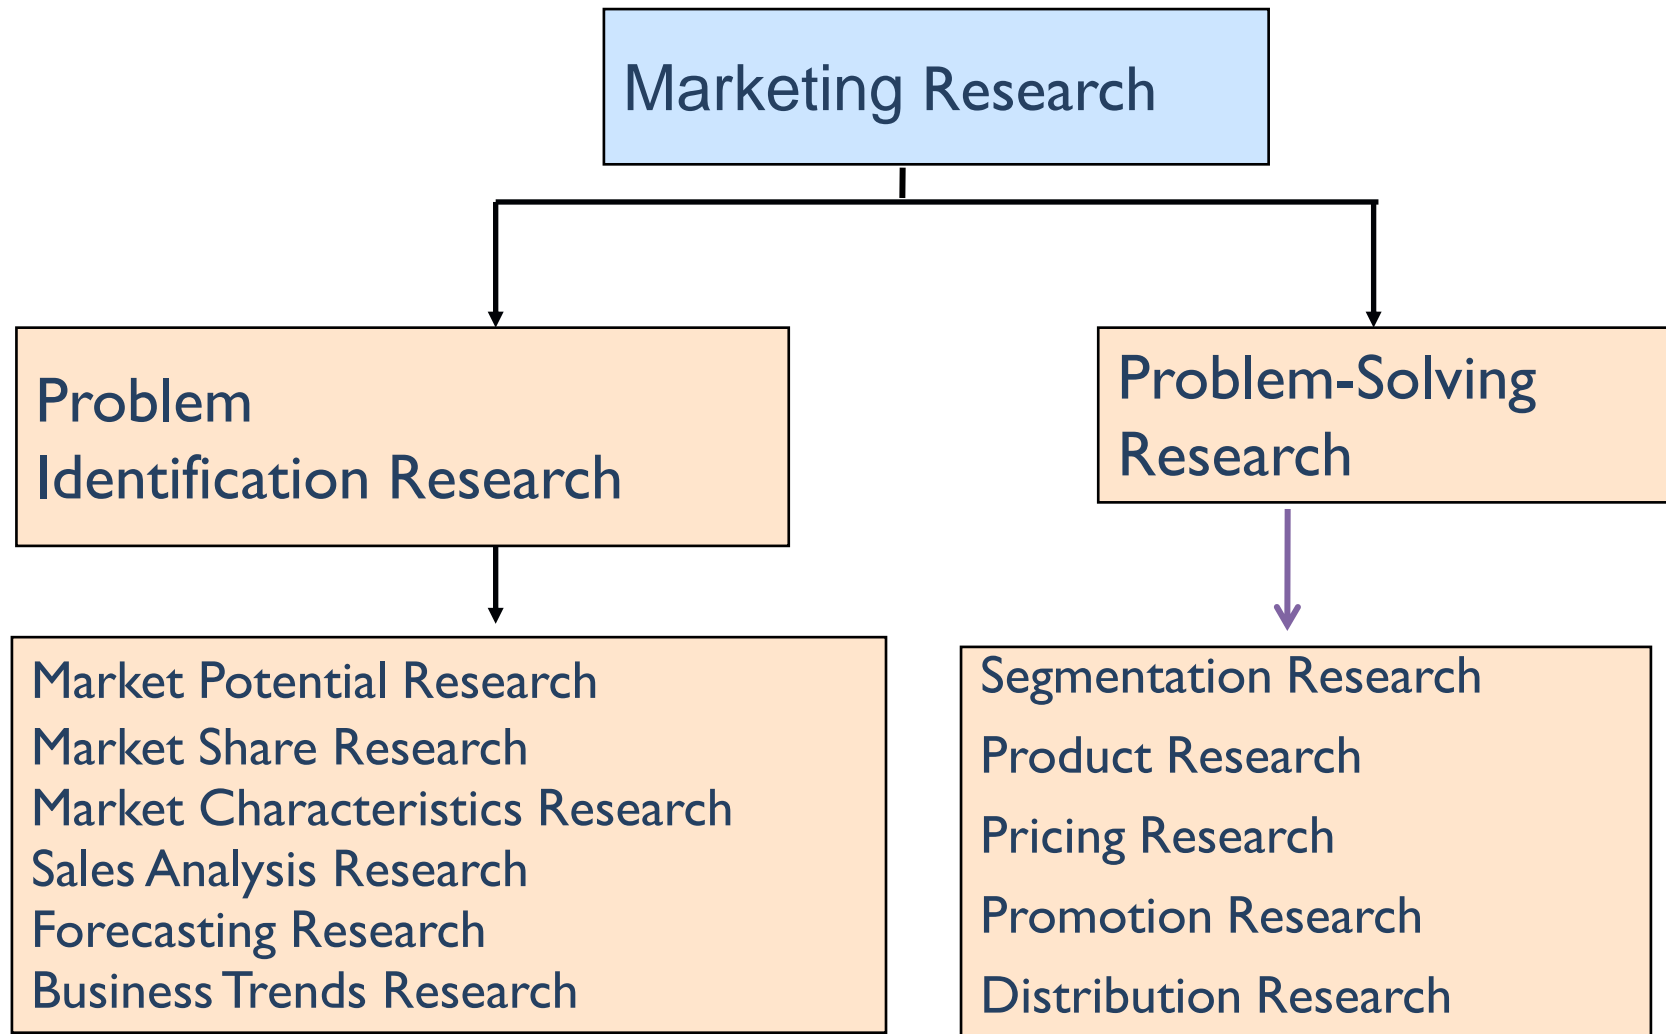 Marketing Research
Problem
Identification Research
Problem-Solving
Research
Market Potential Research
Market Share Research
Market Characteristics Research
Sales Analysis Research
Forecasting Research
Business Trends Research
Segmentation Research
Product Research
Pricing Research
Promotion Research
Distribution Research